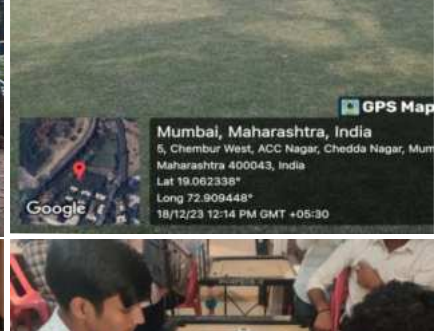 GPS Map
Mumbai, Maharashtra, India
5, Chembur West, ACC Nagar, Chedda Nagar, Mum
Maharashtra 400043, India
Lat 19.062338°
Long 72.909448°
18/12/23 12:14 PM GMT +05:30
Google